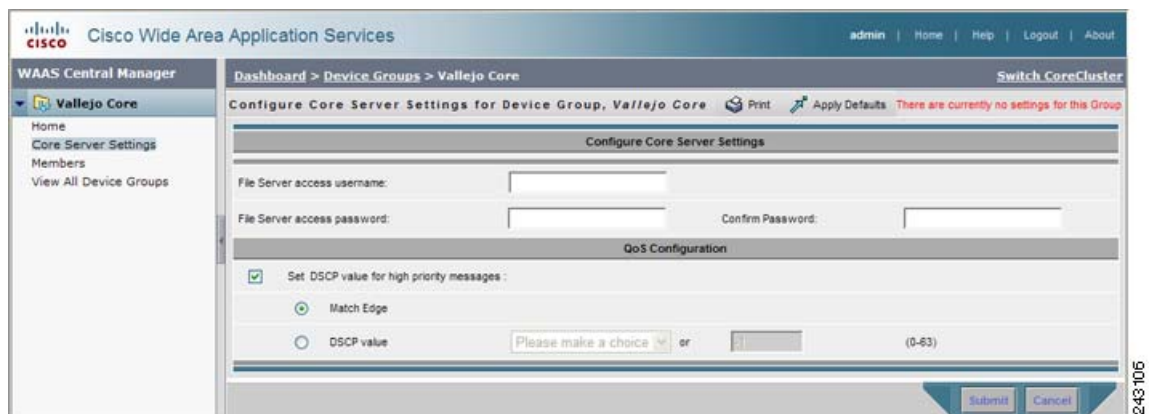 CISCO Cisco Wide Area Application Services admin | Home | Help | Logout | About
WAAS Central Manager Dashboard > Device Groups > Vallejo Core Switch CoreCluster
Vallejo Core Configure Core Server Settings for Device Group, Vallejo Core Print Apply Defaults There are currently no settings for this Group
Home
Core Server Settings
Members
View All Device Groups
Configure Core Server Settings
File Server access username:
File Server access password: Confirm Password:
QoS Configuration
Set DSCP value for high priority messages :
Match Edge
DSCP value Please make a choice or (0-63)
Submit Cancel
243106